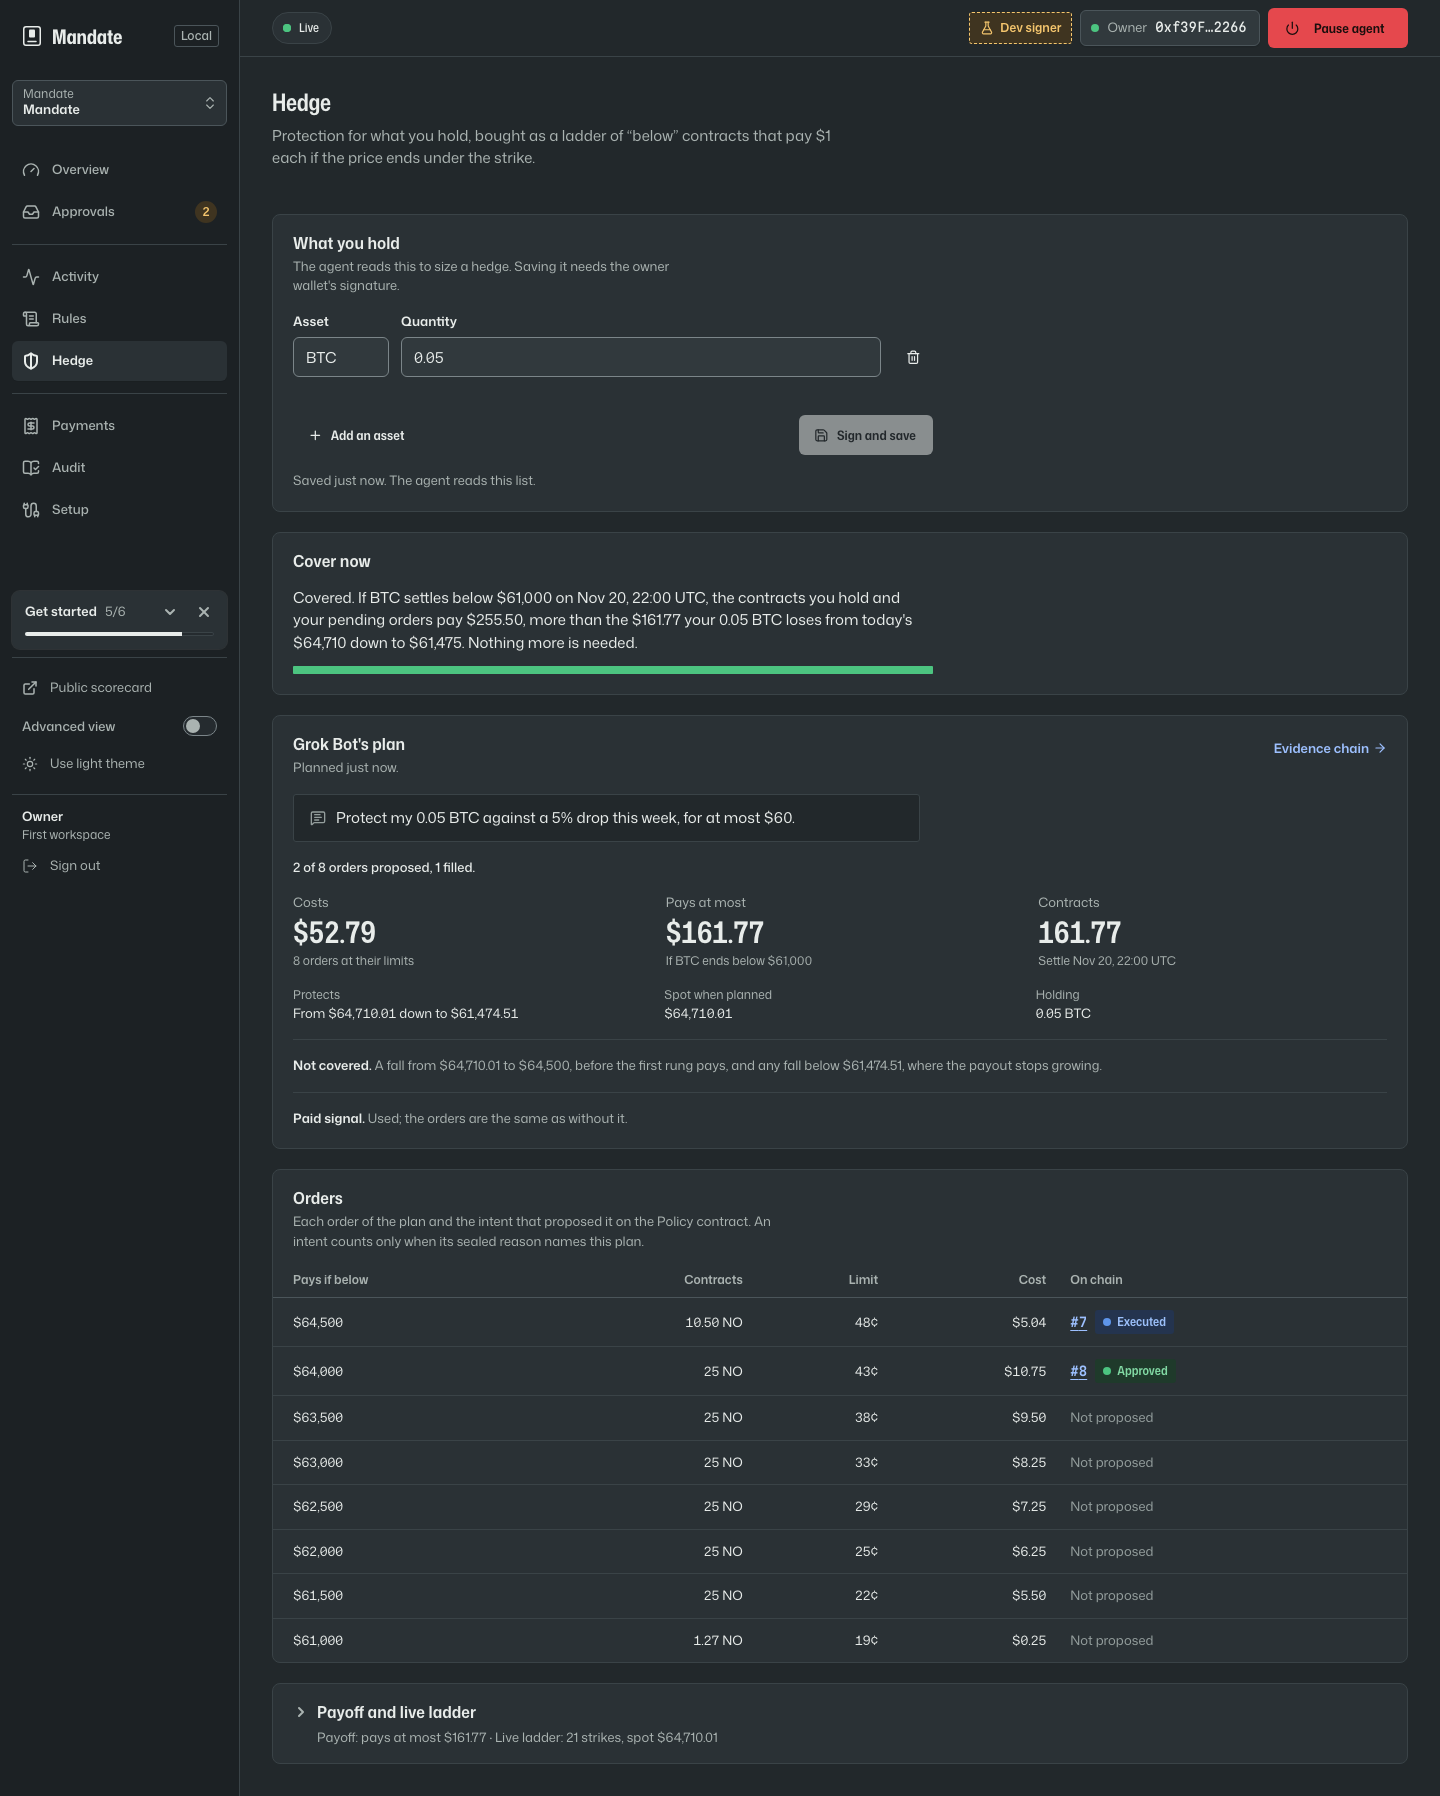 Mandate
Local
Mandate
Mandate
Overview
Approvals 2
Activity
Rules
Hedge
Payments
Audit
Setup
Get started 5/6
Public scorecard
Advanced view
Use light theme
Owner
First workspace
Sign out
Live
Dev signer
Owner 0xf39F…2266
Pause agent
Hedge
Protection for what you hold, bought as a ladder of “below” contracts that pay $1
each if the price ends under the strike.
What you hold
The agent reads this to size a hedge. Saving it needs the owner
wallet's signature.
Asset Quantity
BTC 0.05
Add an asset Sign and save
Saved just now. The agent reads this list.
Cover now
Covered. If BTC settles below $61,000 on Nov 20, 22:00 UTC, the contracts you hold and
your pending orders pay $255.50, more than the $161.77 your 0.05 BTC loses from today's
$64,710 down to $61,475. Nothing more is needed.
Grok Bot's plan
Evidence chain
Planned just now.
Protect my 0.05 BTC against a 5% drop this week, for at most $60.
2 of 8 orders proposed, 1 filled.
Costs Pays at most Contracts
$52.79 $161.77 161.77
8 orders at their limits If BTC ends below $61,000 Settle Nov 20, 22:00 UTC
Protects Spot when planned Holding
From $64,710.01 down to $61,474.51 $64,710.01 0.05 BTC
Not covered. A fall from $64,710.01 to $64,500, before the first rung pays, and any fall below $61,474.51, where the payout stops growing.
Paid signal. Used; the orders are the same as without it.
Orders
Each order of the plan and the intent that proposed it on the Policy contract. An
intent counts only when its sealed reason names this plan.
Pays if below Contracts Limit Cost On chain
$64,500 10.50 NO 48¢ $5.04 #7 Executed
$64,000 25 NO 43¢ $10.75 #8 Approved
$63,500 25 NO 38¢ $9.50 Not proposed
$63,000 25 NO 33¢ $8.25 Not proposed
$62,500 25 NO 29¢ $7.25 Not proposed
$62,000 25 NO 25¢ $6.25 Not proposed
$61,500 25 NO 22¢ $5.50 Not proposed
$61,000 1.27 NO 19¢ $0.25 Not proposed
Payoff and live ladder
Payoff: pays at most $161.77 · Live ladder: 21 strikes, spot $64,710.01